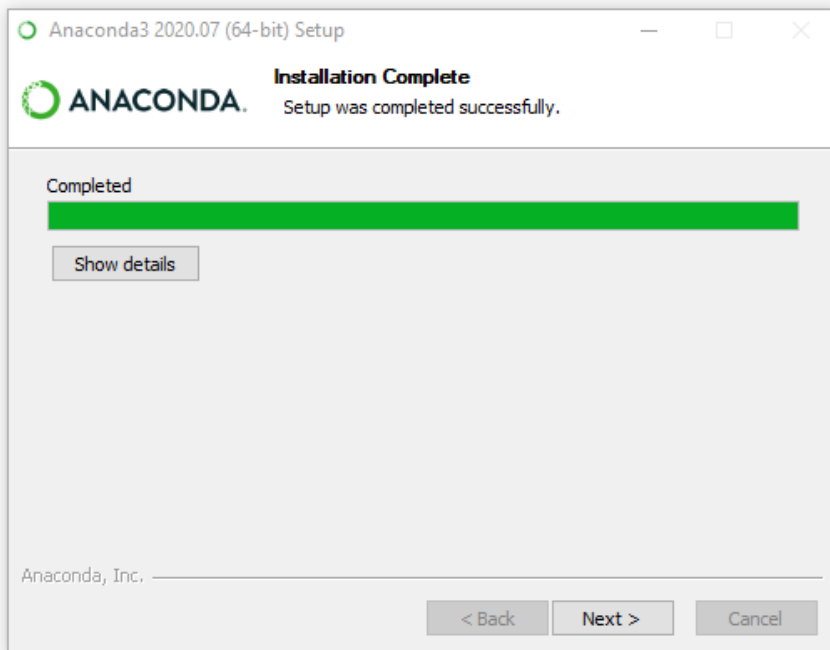 Anaconda3 2020.07 (64-bit) Setup
ANACONDA.
Installation Complete
Setup was completed successfully.
Completed
Show details
Anaconda, Inc.
< Back
Next >
Cancel